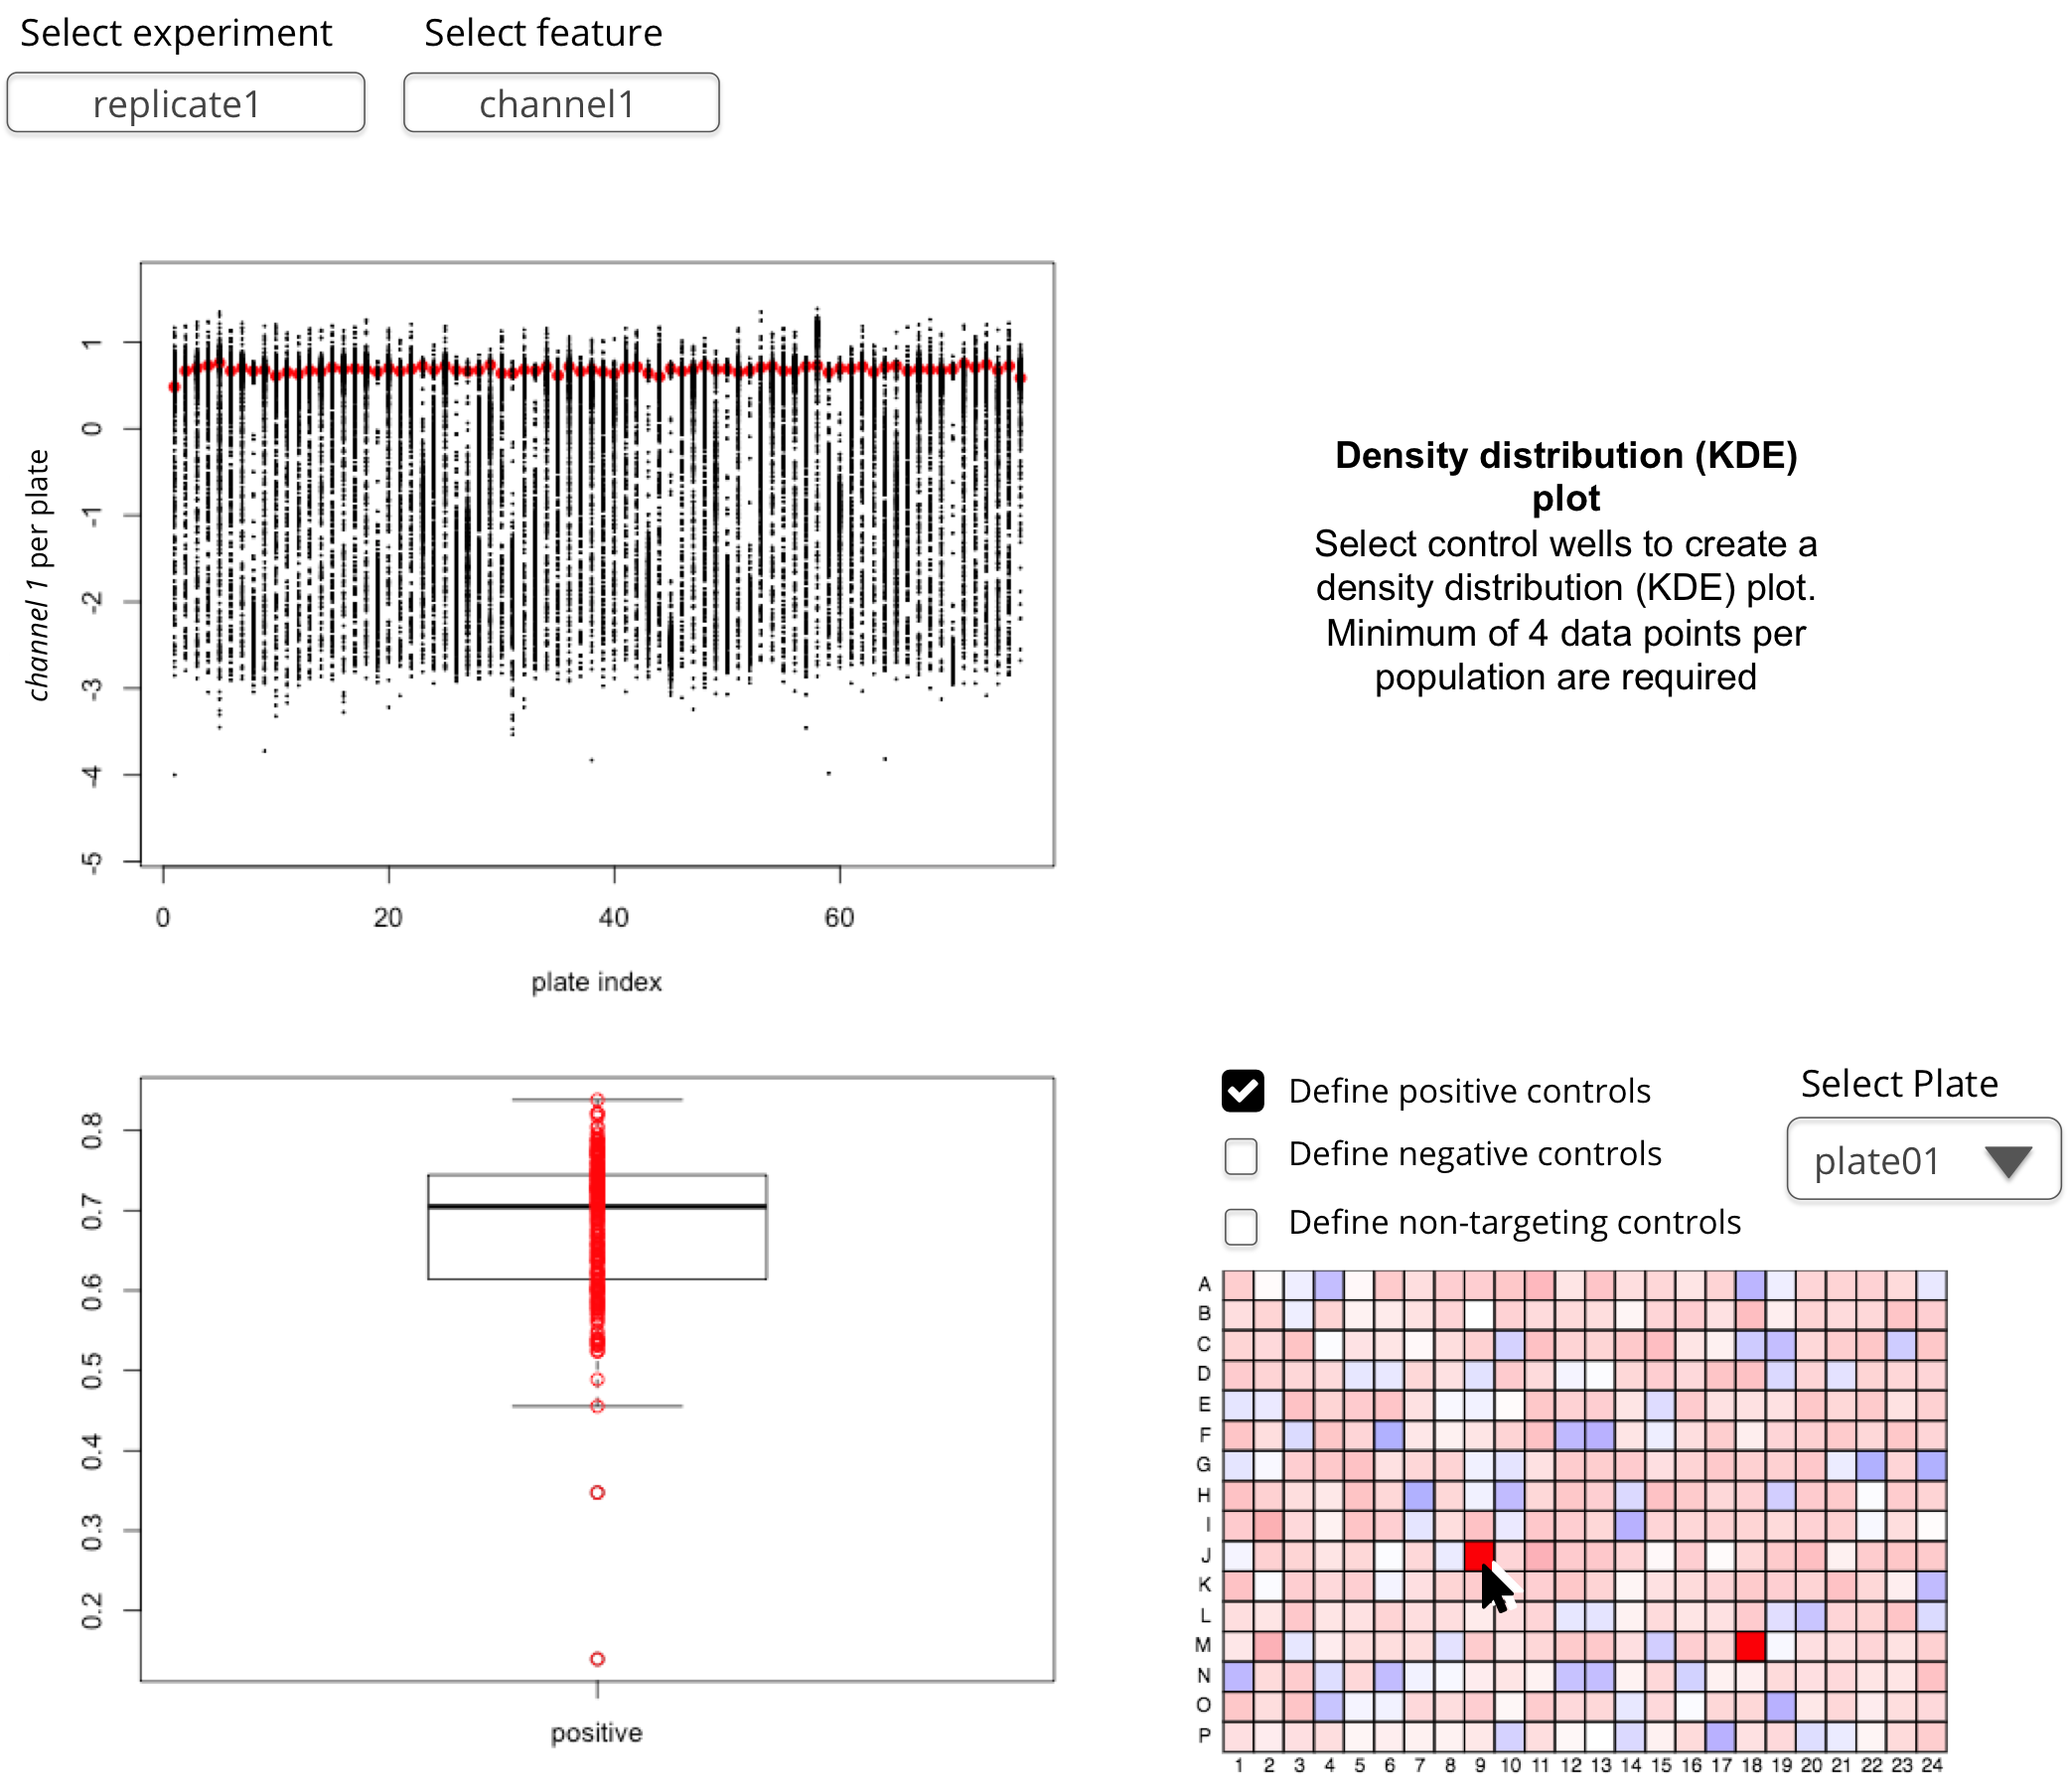 Select experiment
Select feature
replicate1
channel1
1
0
-1
-2
-3
-4
-5
channel 1 per plate
0 20 40 60
plate index
Density distribution (KDE)
plot
Select control wells to create a
density distribution (KDE) plot.
Minimum of 4 data points per
population are required
0.8
0.7
0.6
0.5
0.4
0.3
0.2
positive
Define positive controls
Define negative controls
Define non-targeting controls
Select Plate
plate01
A
B
C
D
E
F
G
H
I
J
K
L
M
N
O
P
1 2 3 4 5 6 7 8 9 10 11 12 13 14 15 16 17 18 19 20 21 22 23 24